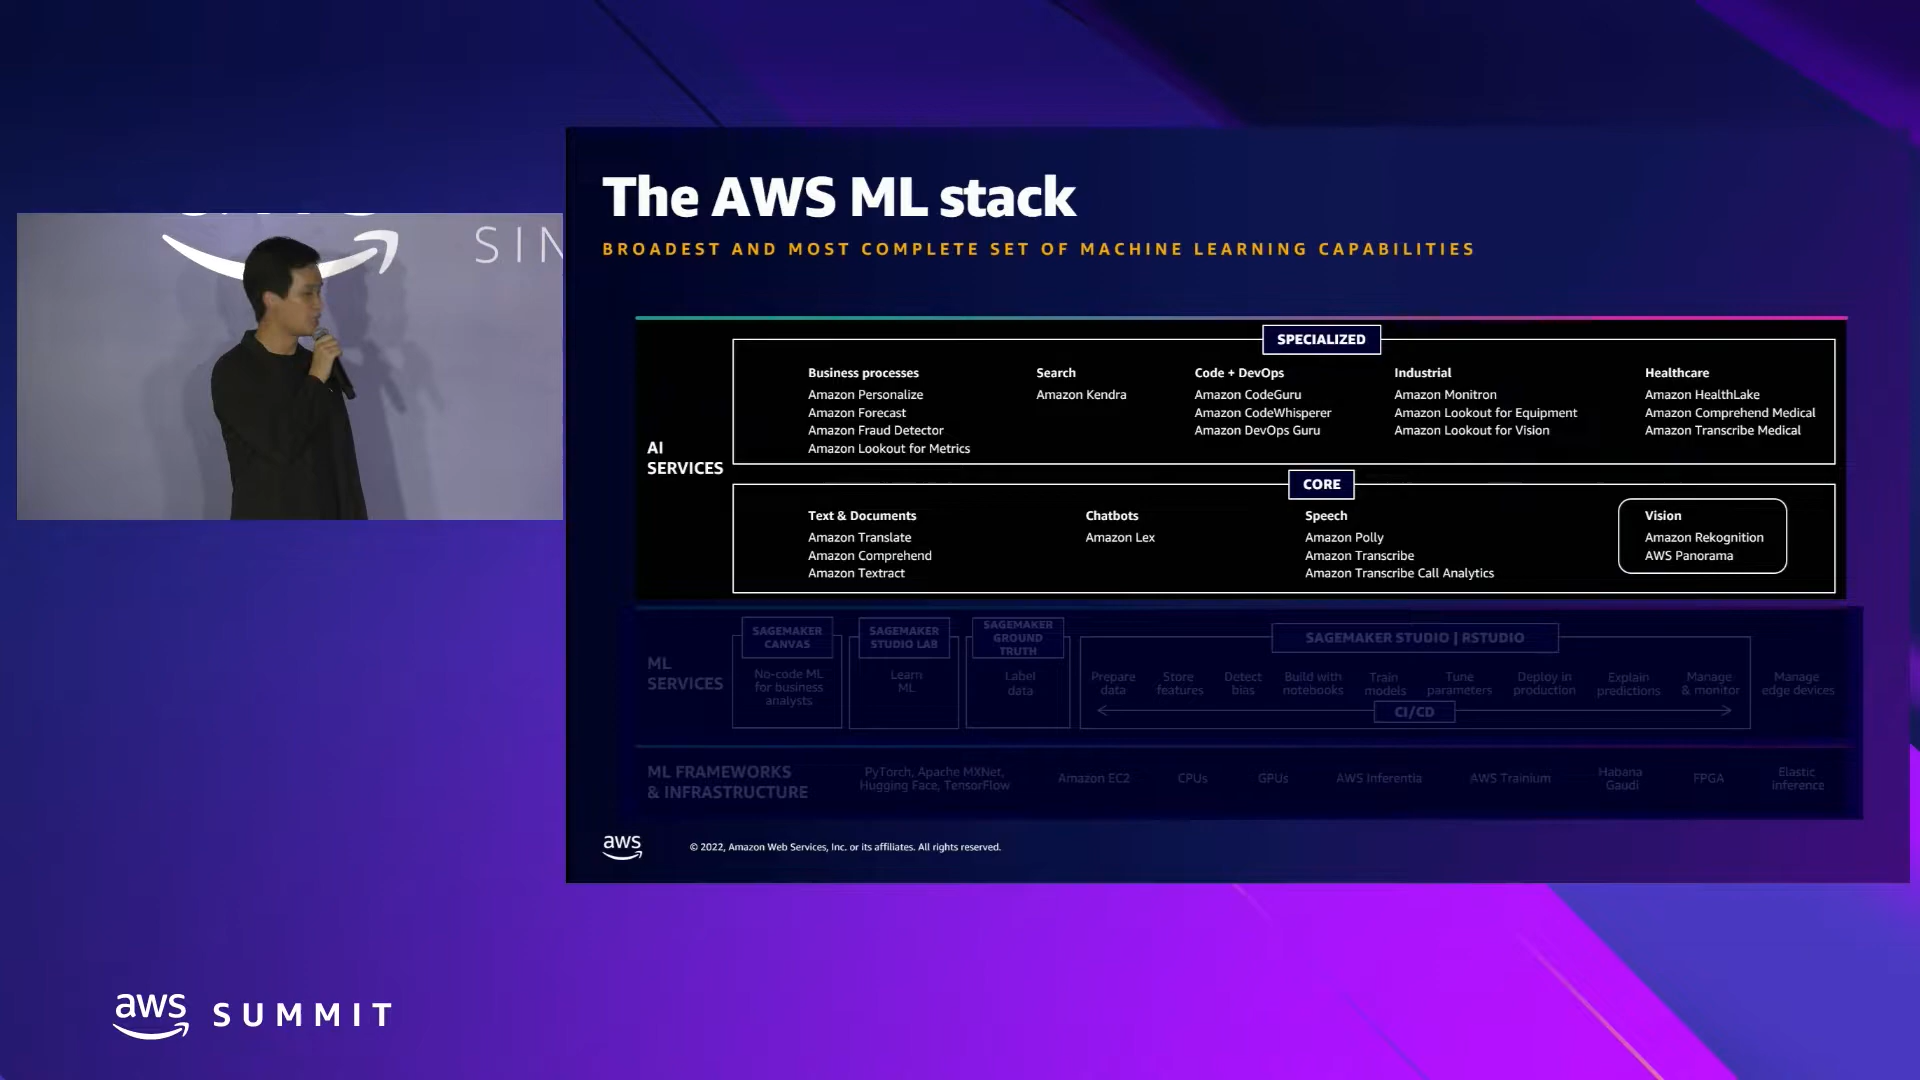 SIN
The AWS ML stack
BROADEST AND MOST COMPLETE SET OF MACHINE LEARNING CAPABILITIES
AI
SERVICES
SPECIALIZED
Business processes
Amazon Personalize
Amazon Forecast
Amazon Fraud Detector
Amazon Lookout for Metrics
Search
Amazon Kendra
Code + DevOps
Amazon CodeGuru
Amazon CodeWhisperer
Amazon DevOps Guru
Industrial
Amazon Monitron
Amazon Lookout for Equipment
Amazon Lookout for Vision
Healthcare
Amazon HealthLake
Amazon Comprehend Medical
Amazon Transcribe Medical
CORE
Text & Documents
Amazon Translate
Amazon Comprehend
Amazon Textract
Chatbots
Amazon Lex
Speech
Amazon Polly
Amazon Transcribe
Amazon Transcribe Call Analytics
Vision
Amazon Rekognition
AWS Panorama
ML
SERVICES
SAGEMAKER
CANVAS
No-code ML
for business
analysts
SAGEMAKER
STUDIO LAB
Learn
ML
SAGEMAKER
GROUND
TRUTH
Label
data
SAGEMAKER STUDIO | RSTUDIO
Prepare
data
Store
features
Detect
bias
Build with
notebooks
Train
models
Tune
parameters
Deploy in
production
Explain
predictions
Manage
& monitor
CI/CD
Manage
edge devices
ML FRAMEWORKS
& INFRASTRUCTURE
PyTorch, Apache MXNet,
Hugging Face, TensorFlow
Amazon EC2
CPUs
GPUs
AWS Inferentia
AWS Trainium
Habana
Gaudi
FPGA
Elastic
inference
aws
© 2022, Amazon Web Services, Inc. or its affiliates. All rights reserved.
aws SUMMIT